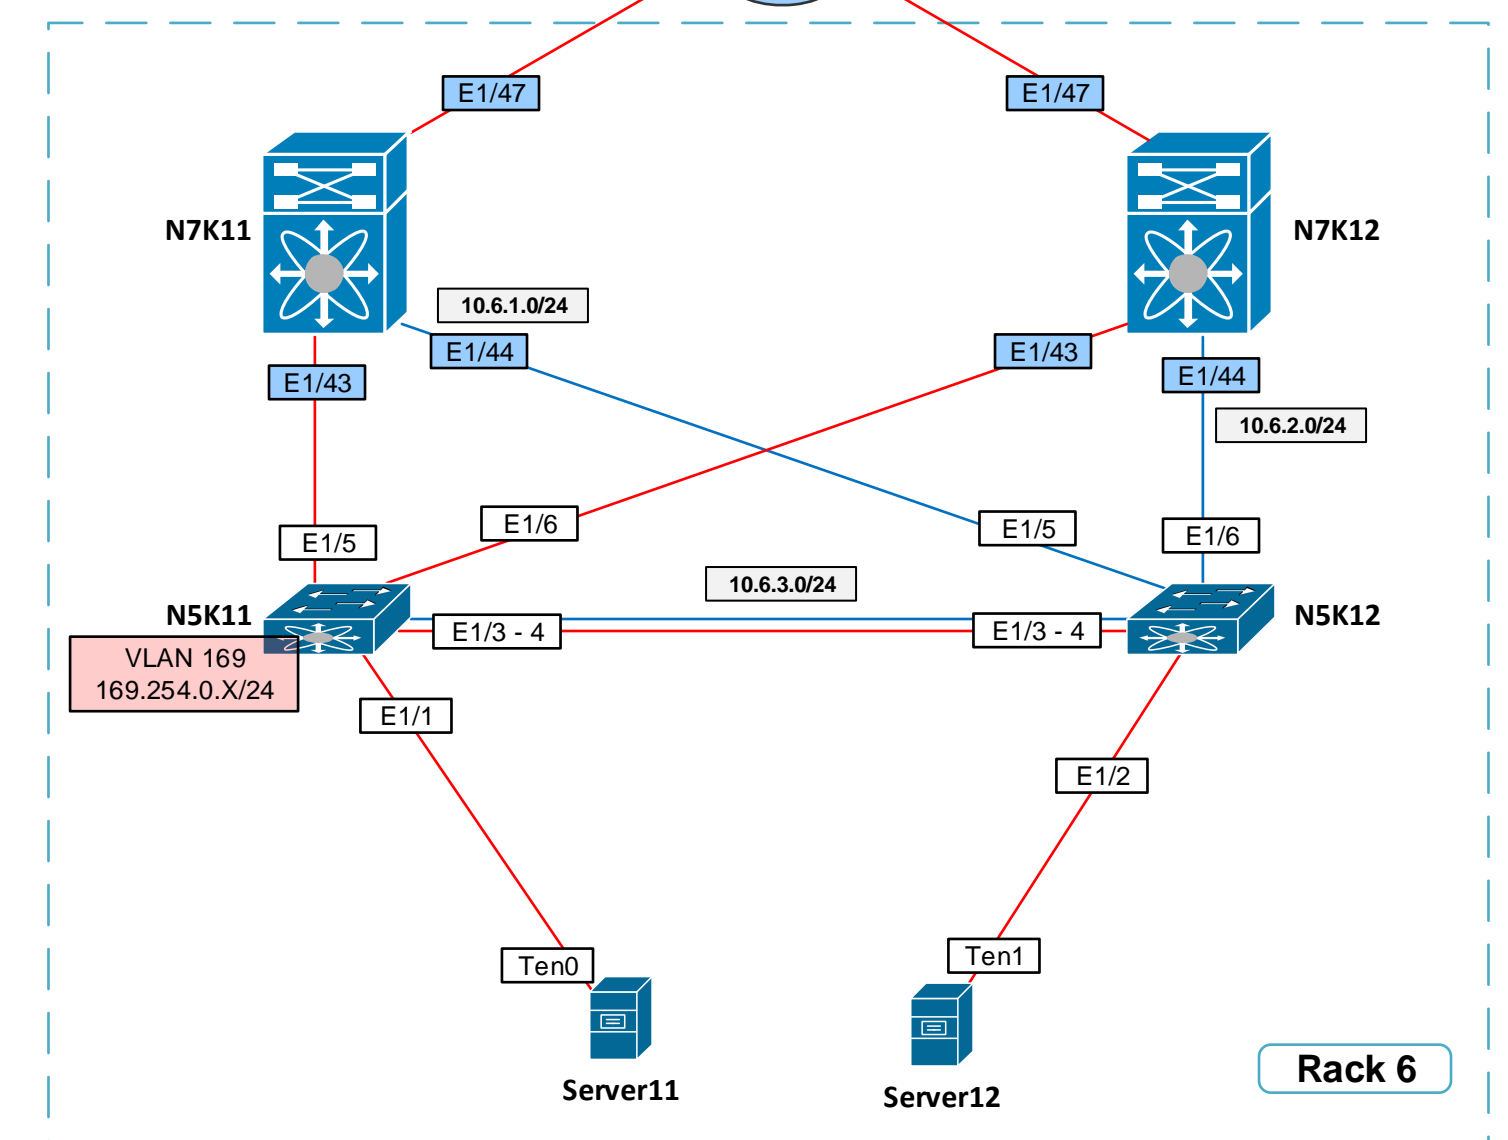 E1/47
E1/47
N7K11
N7K12
10.6.1.0/24
E1/44
E1/43
E1/43
E1/44
10.6.2.0/24
E1/6
E1/5
E1/5
E1/6
10.6.3.0/24
N5K11
N5K12
E1/3 - 4
E1/3 - 4
VLAN 169
169.254.0.X/24
E1/1
E1/2
Ten0
Ten1
Server11
Server12
Rack 6